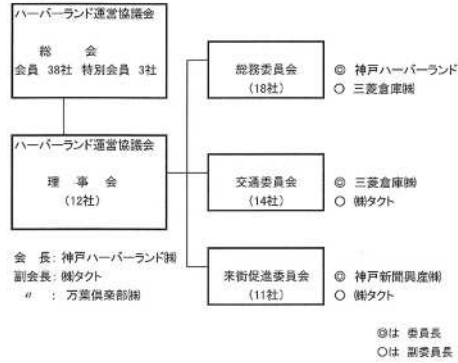 ハーバーランド運営協議会
総 会
会員 38社 特別会員 3社
ハーバーランド運営協議会
理 事 会
(12社)
会 長：神戸ハーバーランド㈱
副会長：㈱タクト
〃 ：万葉倶楽部㈱
総務委員会
(18社)
◎ 神戸ハーバーランド
○ 三菱倉庫㈱
交通委員会
(14社)
◎ 三菱倉庫㈱
○ ㈱タクト
来街促進委員会
(11社)
◎ 神戸新聞興産㈱
○ ㈱タクト
◎は 委員長
○は 副委員長